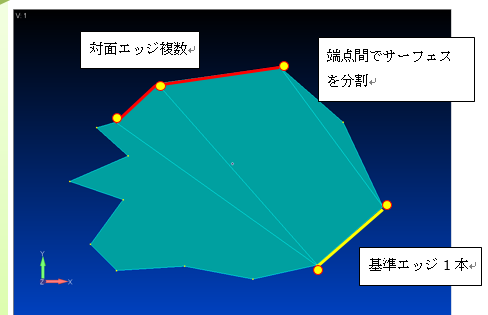 V: 1
対面エッジ複数↵
端点間でサーフェス
を分割↵
基準エッジ１本↵
Y
Z
X